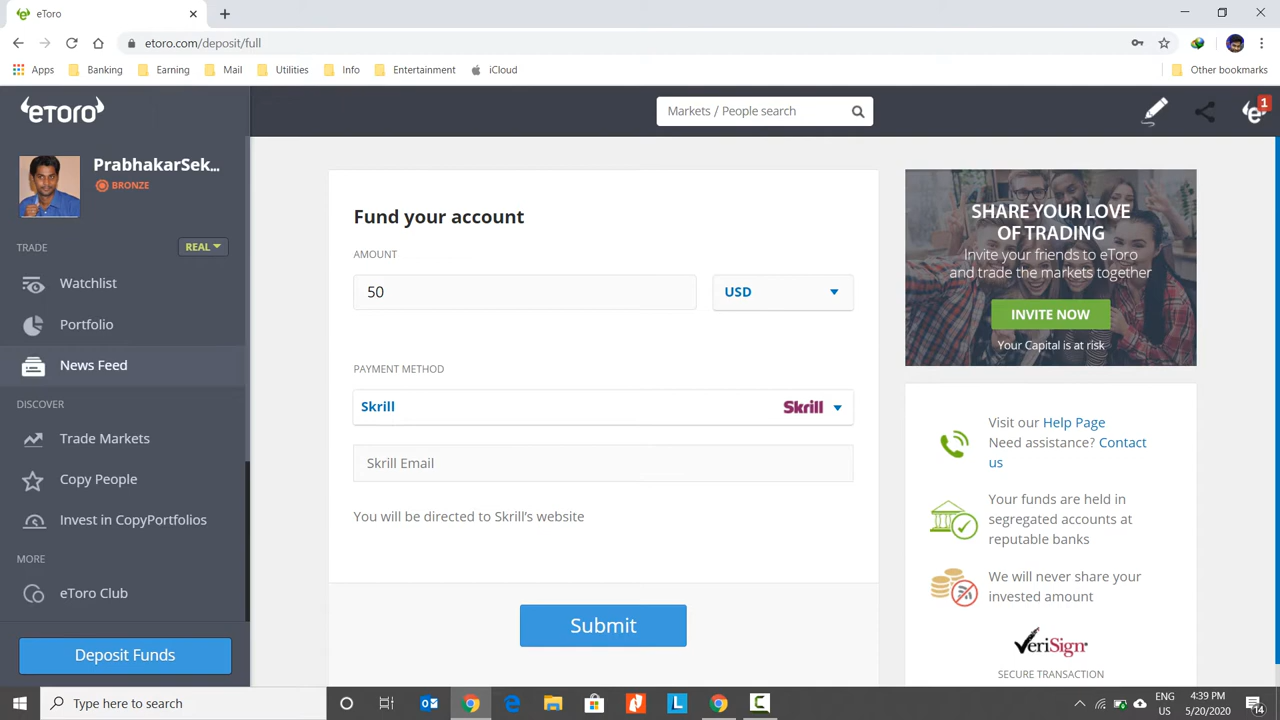 eToro
etoro.com/deposit/full
Apps Banking Earning Mail Utilities Info Entertainment iCloud Other bookmarks
eToro
Markets / People search
1
PrabhakarSek...
BRONZE
TRADE REAL
Watchlist
Portfolio
News Feed
DISCOVER
Trade Markets
Copy People
Invest in CopyPortfolios
MORE
eToro Club
Deposit Funds
Fund your account
AMOUNT
50 USD
PAYMENT METHOD
Skrill Skrill
Skrill Email
You will be directed to Skrill's website
Submit
SHARE YOUR LOVE
OF TRADING
Invite your friends to eToro
and trade the markets together
INVITE NOW
Your Capital is at risk
Visit our Help Page
Need assistance? Contact
us
Your funds are held in
segregated accounts at
reputable banks
We will never share your
invested amount
VeriSign
SECURE TRANSACTION
Type here to search
L
ENG
US
4:39 PM
5/20/2020
14